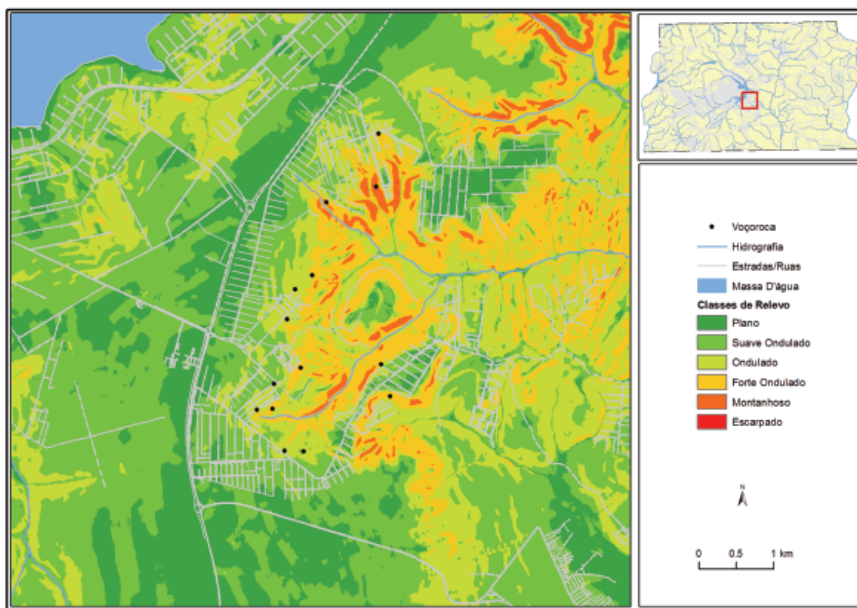 Voçoroca
Hidrografia
Estradas/Ruas
Massa D'água
Classes de Relevo
Plano
Suave Ondulado
Ondulado
Forte Ondulado
Montanhoso
Escarpado
N
0 0.5 1 km